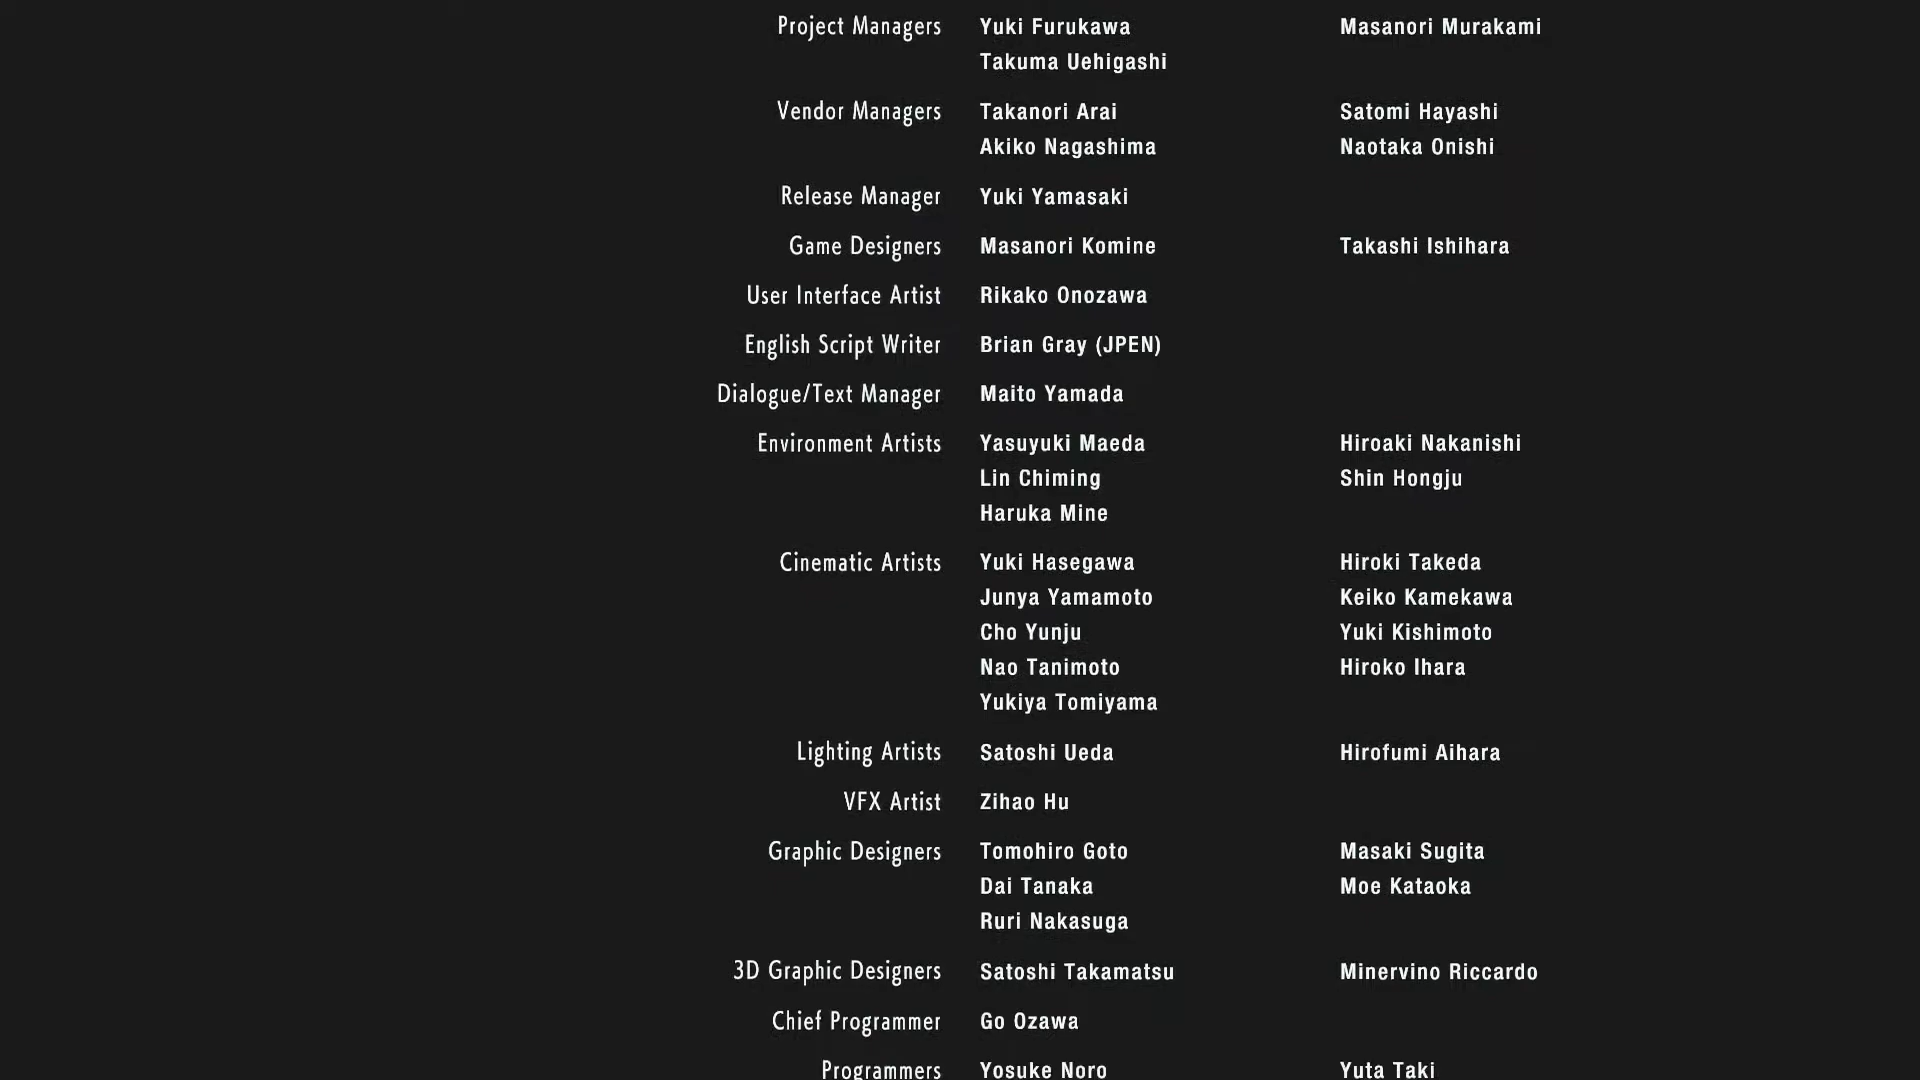 Project Managers Yuki Furukawa Masanori Murakami
Takuma Uehigashi
Vendor Managers Takanori Arai Satomi Hayashi
Akiko Nagashima Naotaka Onishi
Release Manager Yuki Yamasaki
Game Designers Masanori Komine Takashi Ishihara
User Interface Artist Rikako Onozawa
English Script Writer Brian Gray (JPEN)
Dialogue/Text Manager Maito Yamada
Environment Artists Yasuyuki Maeda Hiroaki Nakanishi
Lin Chiming Shin Hongju
Haruka Mine
Cinematic Artists Yuki Hasegawa Hiroki Takeda
Junya Yamamoto Keiko Kamekawa
Cho Yunju Yuki Kishimoto
Nao Tanimoto Hiroko Ihara
Yukiya Tomiyama
Lighting Artists Satoshi Ueda Hirofumi Aihara
VFX Artist Zihao Hu
Graphic Designers Tomohiro Goto Masaki Sugita
Dai Tanaka Moe Kataoka
Ruri Nakasuga
3D Graphic Designers Satoshi Takamatsu Minervino Riccardo
Chief Programmer Go Ozawa
Programmers Yosuke Noro Yuta Taki